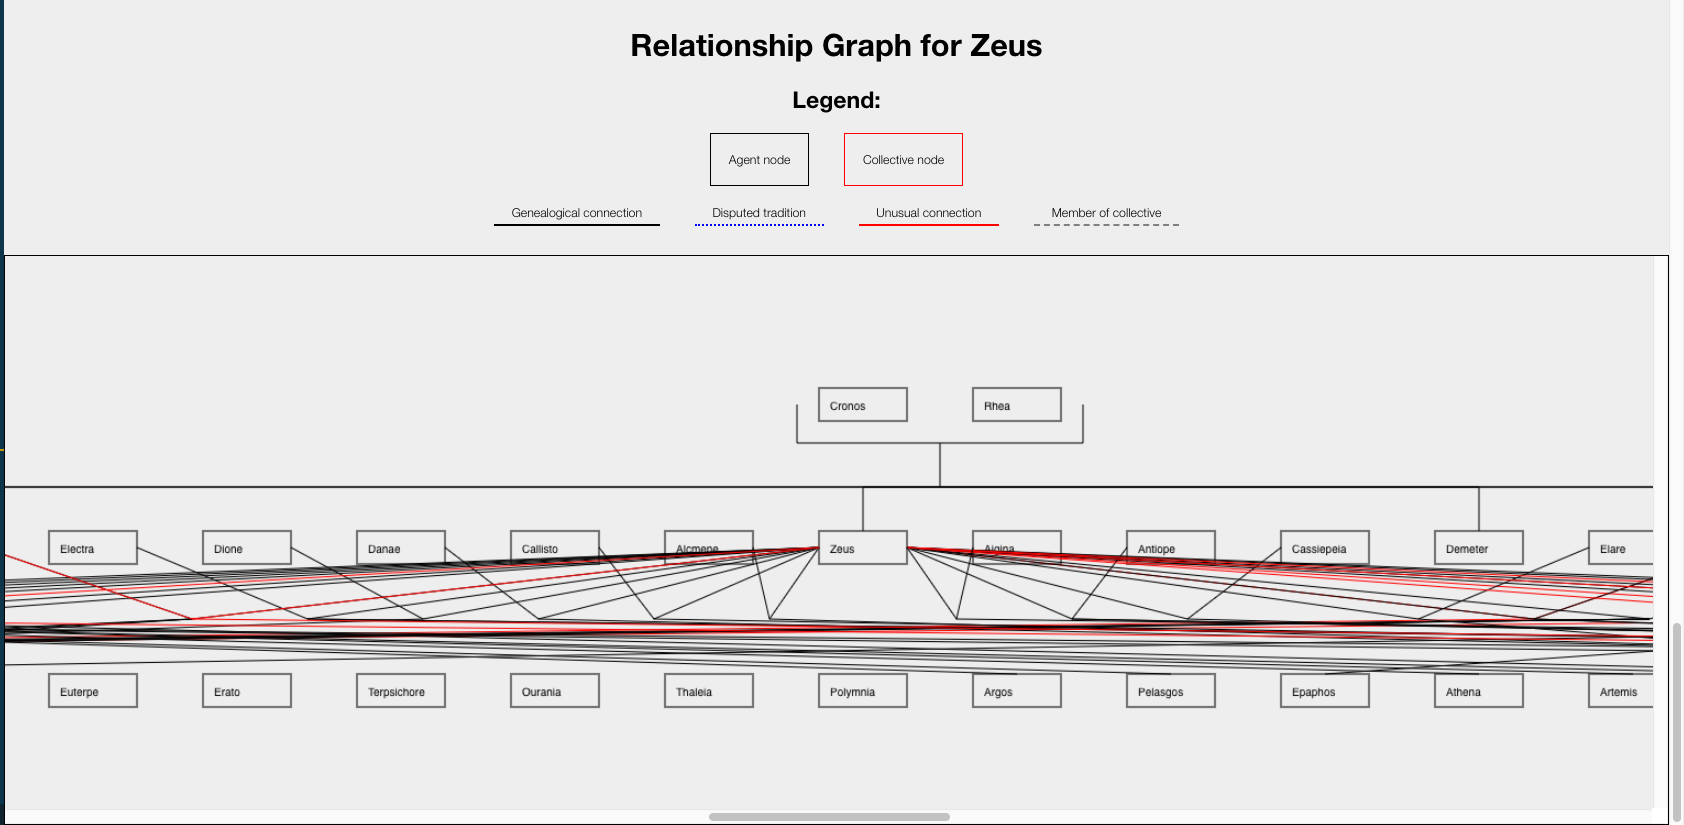 Relationship Graph for Zeus
Legend:
Agent node
Collective node
Genealogical connection
Disputed tradition
Unusual connection
Member of collective
Cronos
Rhea
Electra
Dione
Danae
Callisto
Alcmene
Zeus
Aigina
Antiope
Cassiepeia
Demeter
Elare
Euterpe
Erato
Terpsichore
Ourania
Thaleia
Polymnia
Argos
Pelasgos
Epaphos
Athena
Artemis